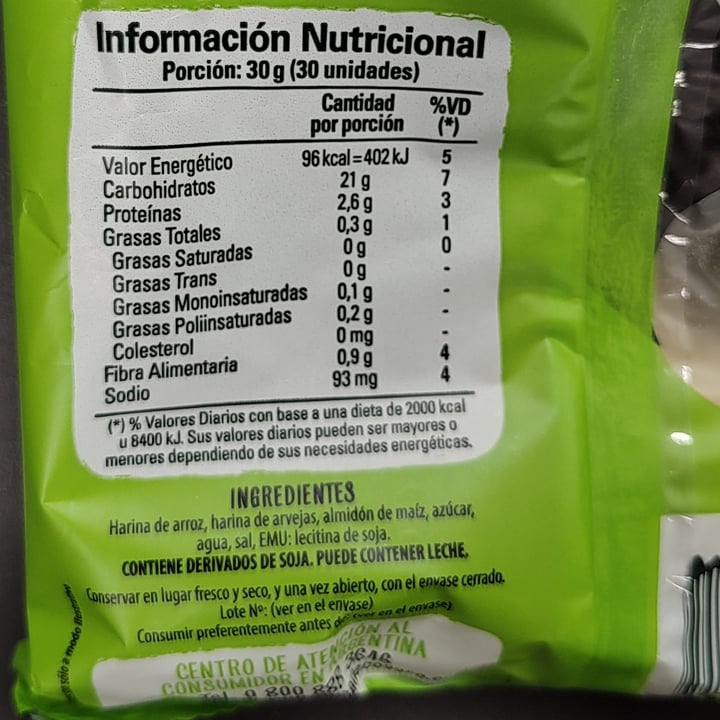 Información Nutricional
Porción: 30 g (30 unidades)
Cantidad por porción %VD (*)
Valor Energético 96 kcal = 402 kJ 5
Carbohidratos 21 g 7
Proteínas 2,6 g 3
Grasas Totales 0,3 g 1
Grasas Saturadas 0 g 0
Grasas Trans 0 g -
Grasas Monoinsaturadas 0,1 g -
Grasas Poliinsaturadas 0,2 g -
Colesterol 0 mg -
Fibra Alimentaria 0,9 g 4
Sodio 93 mg 4
(*) % Valores Diarios con base a una dieta de 2000 kcal
u 8400 kJ. Sus valores diarios pueden ser mayores o
menores dependiendo de sus necesidades energéticas.
INGREDIENTES
Harina de arroz, harina de arvejas, almidón de maíz, azúcar,
agua, sal, EMU: lecitina de soja.
CONTIENE DERIVADOS DE SOJA. PUEDE CONTENER LECHE.
Conservar en lugar fresco y seco, y una vez abierto, con el envase cerrado.
Lote Nº: (ver en el envase)
Consumir preferentemente antes (ver en el envase)
CENTRO DE AL
CONSUMIDOR EN ARGENTINA
0 800
sólo a modo